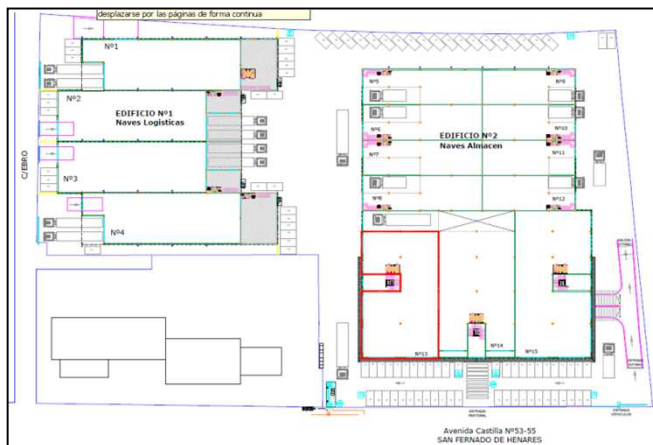 desplazarse por las páginas de forma continua
Nº1
Nº2
EDIFICIO Nº1
Naves Logisticas
C/EBRO
Nº3
Nº4
Nº5
Nº9
Nº6
Nº10
EDIFICIO Nº2
Naves Almacen
Nº7
Nº11
Nº8
Nº12
Nº13
Nº14
Nº15
Avenida Castilla Nº53-55
SAN FERNADO DE HENARES